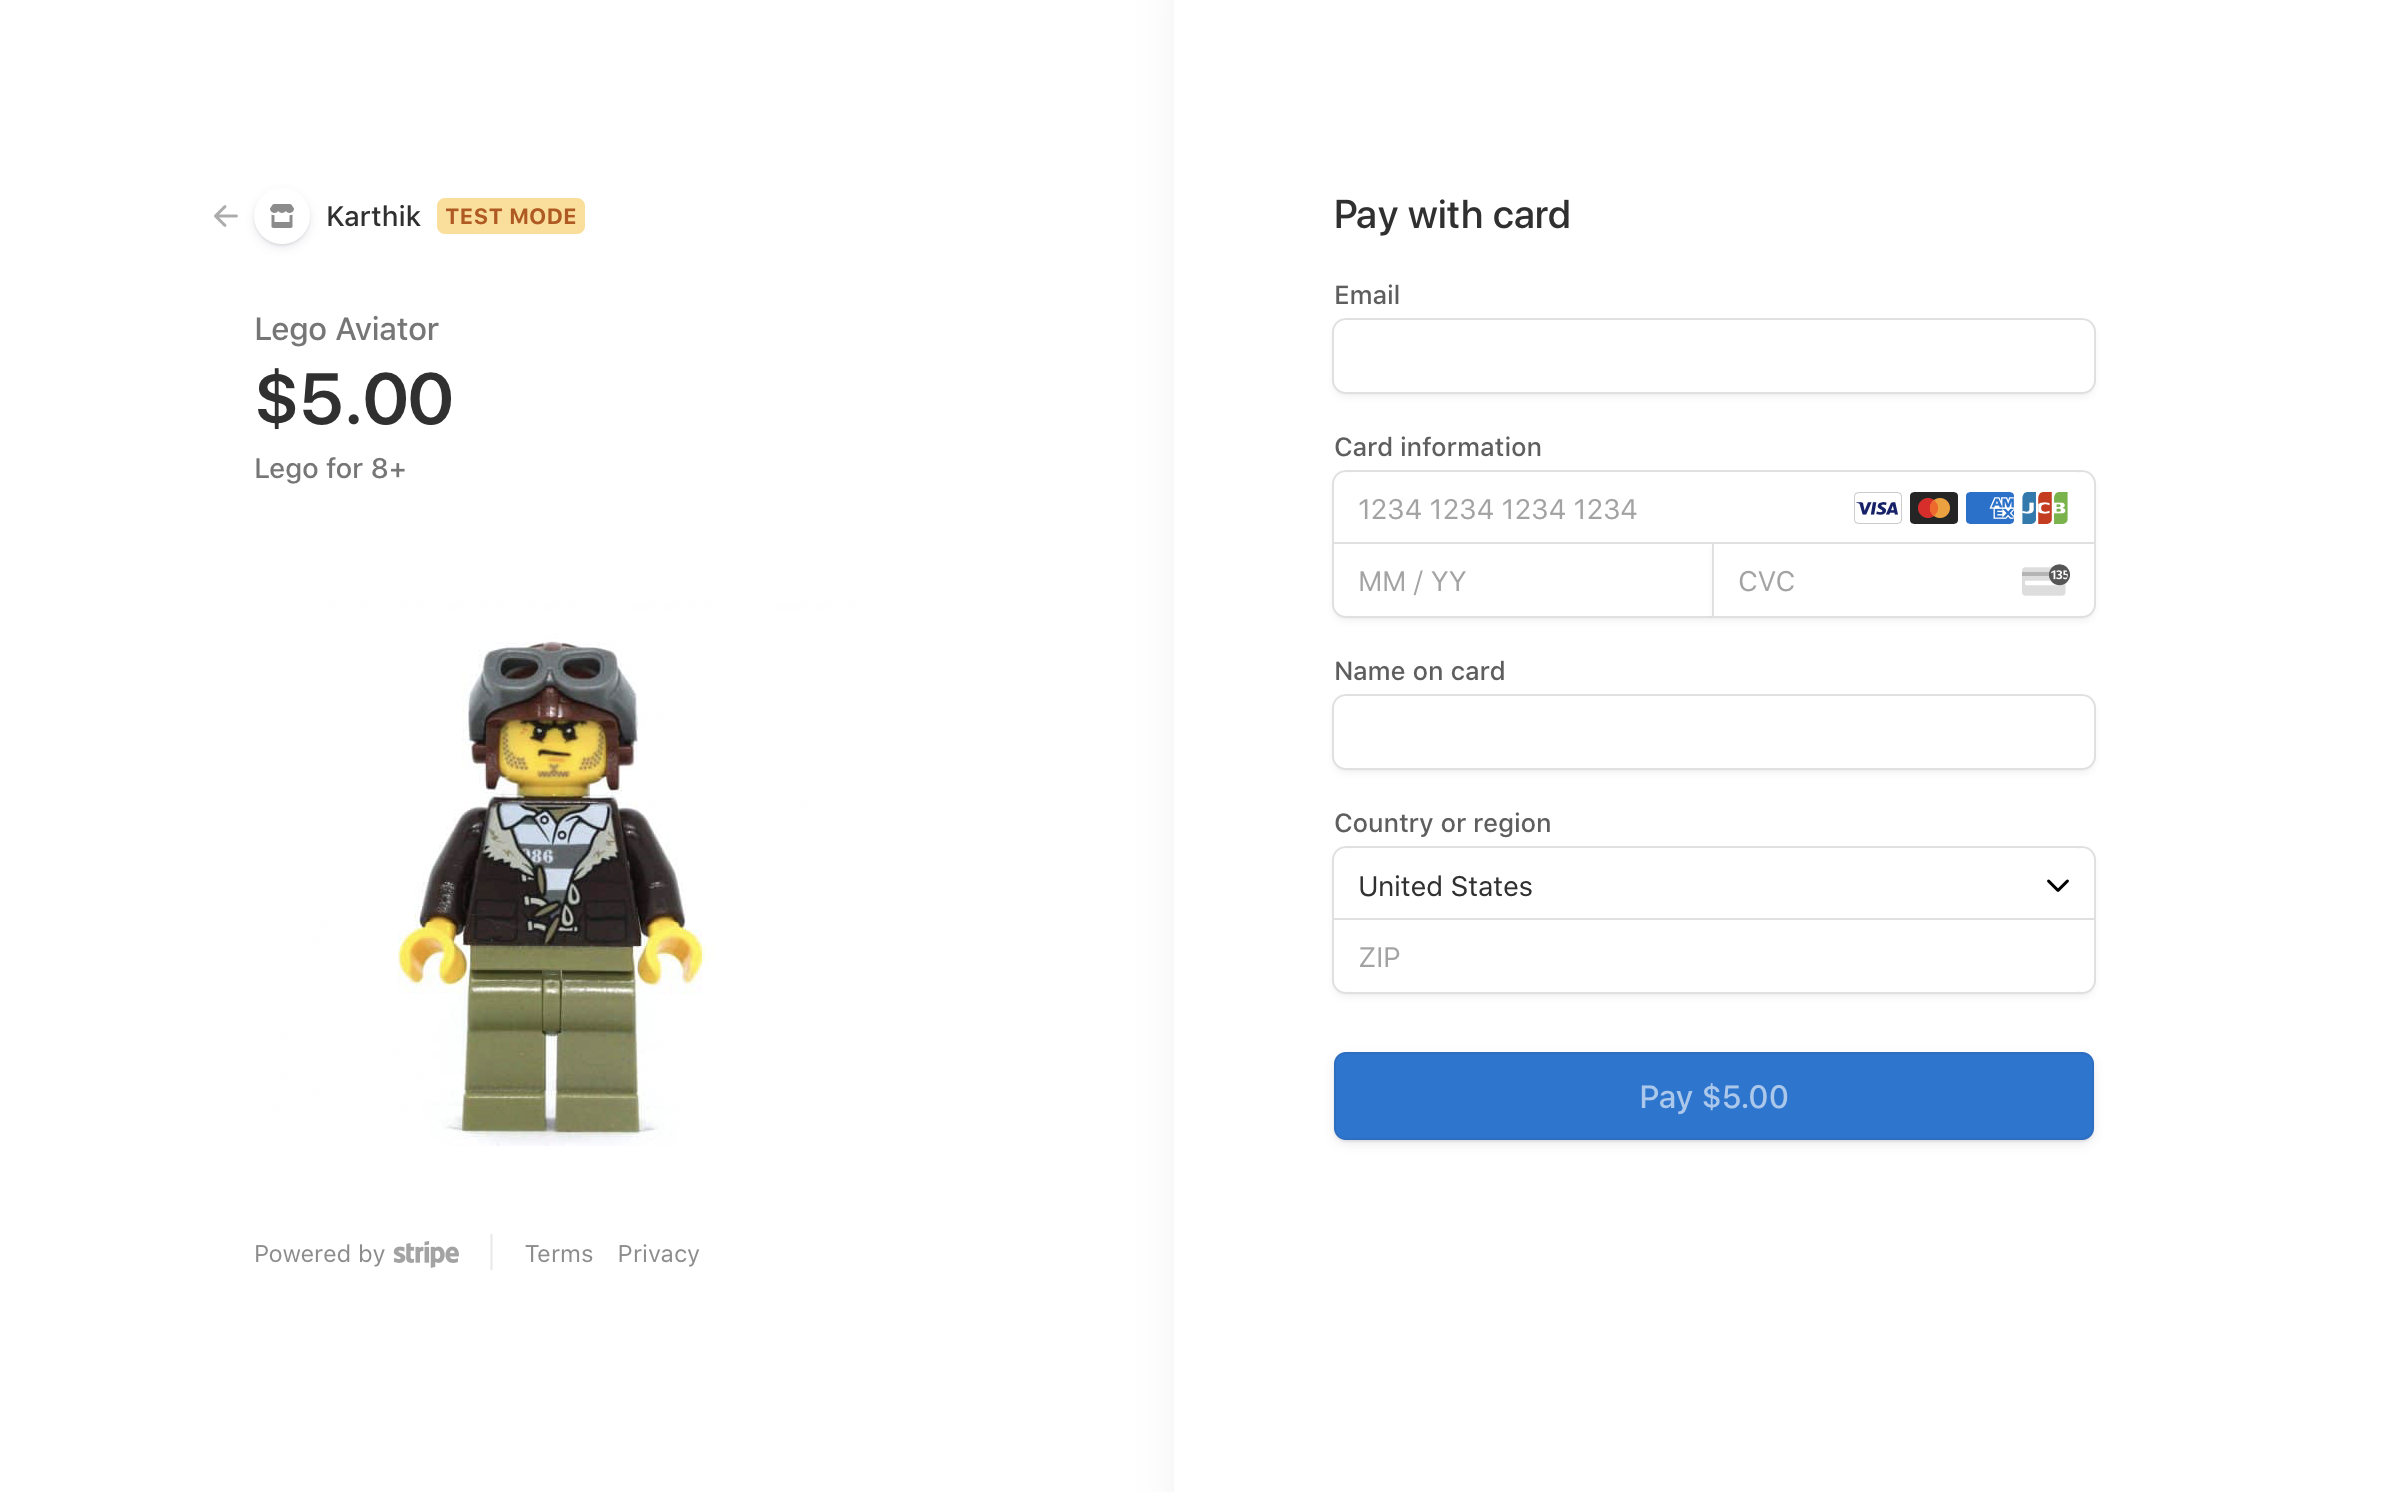 Karthik TEST MODE
Lego Aviator
$5.00
Lego for 8+
086
Powered by stripe
Terms Privacy
Pay with card
Email
Card information
1234 1234 1234 1234 VISA AMEX JCB
MM / YY CVC 135
Name on card
Country or region
United States
ZIP
Pay $5.00